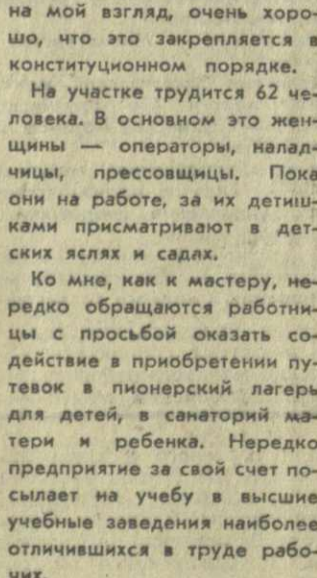 на мой взгляд, очень хоро-
шо, что это закрепляется в
конституционном порядке.
На участке трудится 62 че-
ловека. В основном это жен-
щины — операторы, налад-
чицы, прессовщицы. Пока
они на работе, за их детиш-
ками присматривают в дет-
ских яслях и садах.
Ко мне, как к мастеру, не-
редко обращаются работни-
цы с просьбой оказать со-
действие в приобретении пу-
тевок в пионерский лагерь
для детей, в санаторий ма-
тери и ребенка. Нередко
предприятие за свой счет по-
сылает на учебу в высшие
учебные заведения наиболее
отличившихся в труде рабо-
чих.